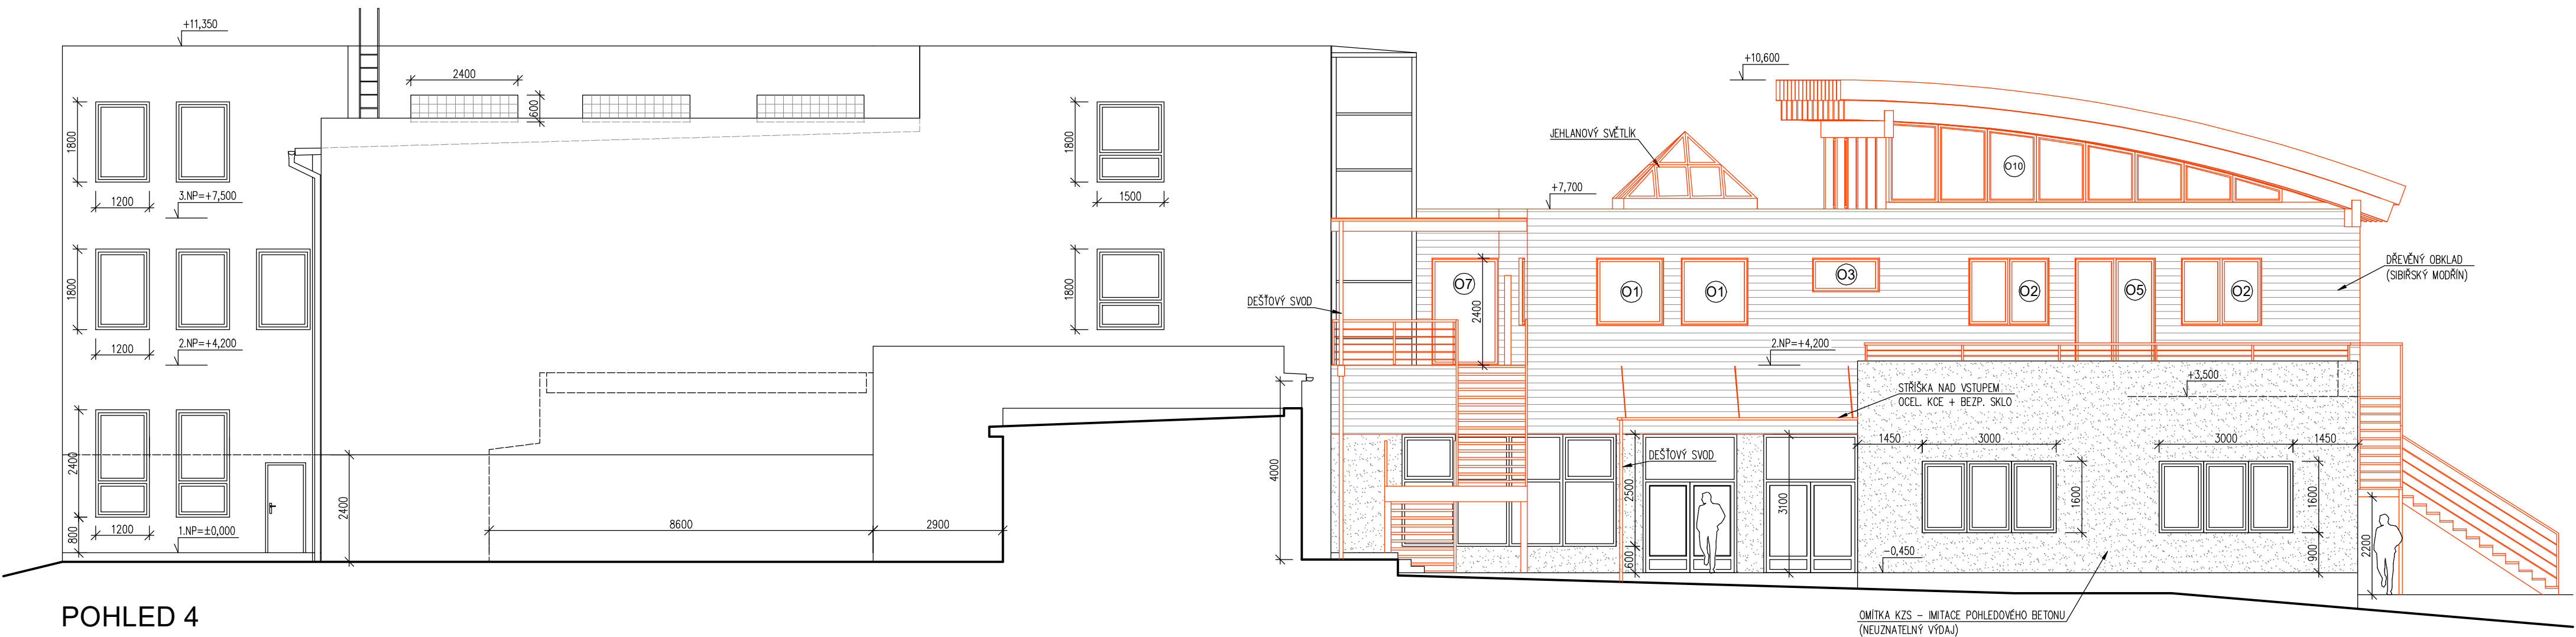 +11,350
2400
600
1800
1200
3.NP=+7,500
1800
1200
2.NP=+4,200
2400
800
1200
1.NP=±0,000
2400
8600
2900
4000
1800
1500
1800
DEŠŤOVÝ SVOD
+10,600
JEHLANOVÝ SVĚTLÍK
+7,700
O10
O7
2400
O1
O1
O3
O2
O5
O2
DŘEVĚNÝ OBKLAD
(SIBIŘSKÝ MODŘÍN)
2.NP=+4,200
+3,500
STŘÍŠKA NAD VSTUPEM
OCEL. KCE + BEZP. SKLO
1450
3000
3000
1450
DEŠŤOVÝ SVOD
2500
600
3100
1600
1600
900
2200
-0,450
OMÍTKA KZS – IMITACE POHLEDOVÉHO BETONU
(NEUZNATELNÝ VÝDAJ)
POHLED 4